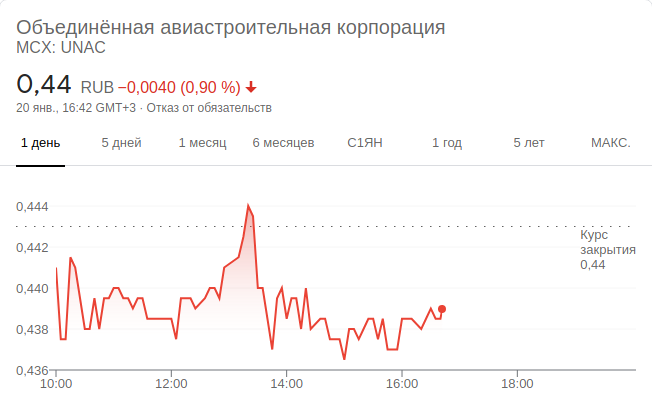 Объединённая авиастроительная корпорация
MCX: UNAC
0,44 RUB −0,0040 (0,90 %)
20 янв., 16:42 GMT+3 · Отказ от обязательств
1 день 5 дней 1 месяц 6 месяцев С1ЯН 1 год 5 лет МАКС.
0,444
Курс
0,442 закрытия
0,44
0,440
0,438
0,436
10:00 12:00 14:00 16:00 18:00